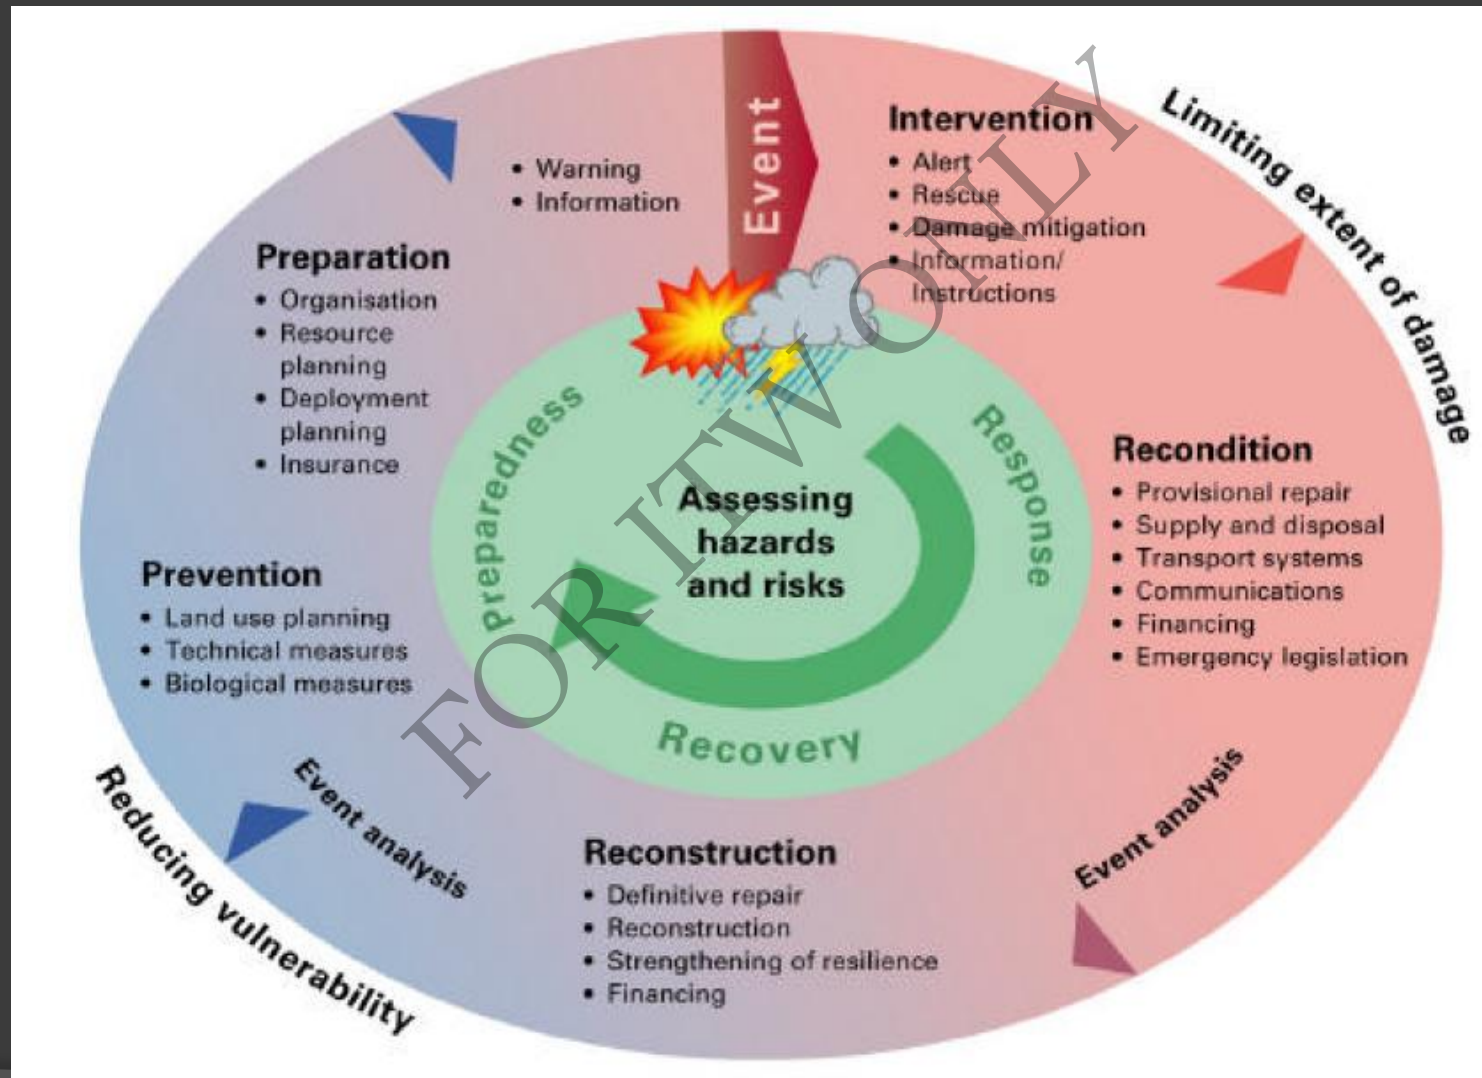 Event
• Warning
• Information
Preparation
• Organisation
• Resource
planning
• Deployment
planning
• Insurance
Prevention
• Land use planning
• Technical measures
• Biological measures
Intervention
• Alert
• Rescue
• Damage mitigation
• Information/
Instructions
Limiting extent of damage
Recondition
• Provisional repair
• Supply and disposal
• Transport systems
• Communications
• Financing
• Emergency legislation
Event analysis
Reconstruction
• Definitive repair
• Reconstruction
• Strengthening of resilience
• Financing
Event analysis
Reducing vulnerability
Preparedness
Response
Recovery
Assessing
hazards
and risks
FOR ITW ONLY